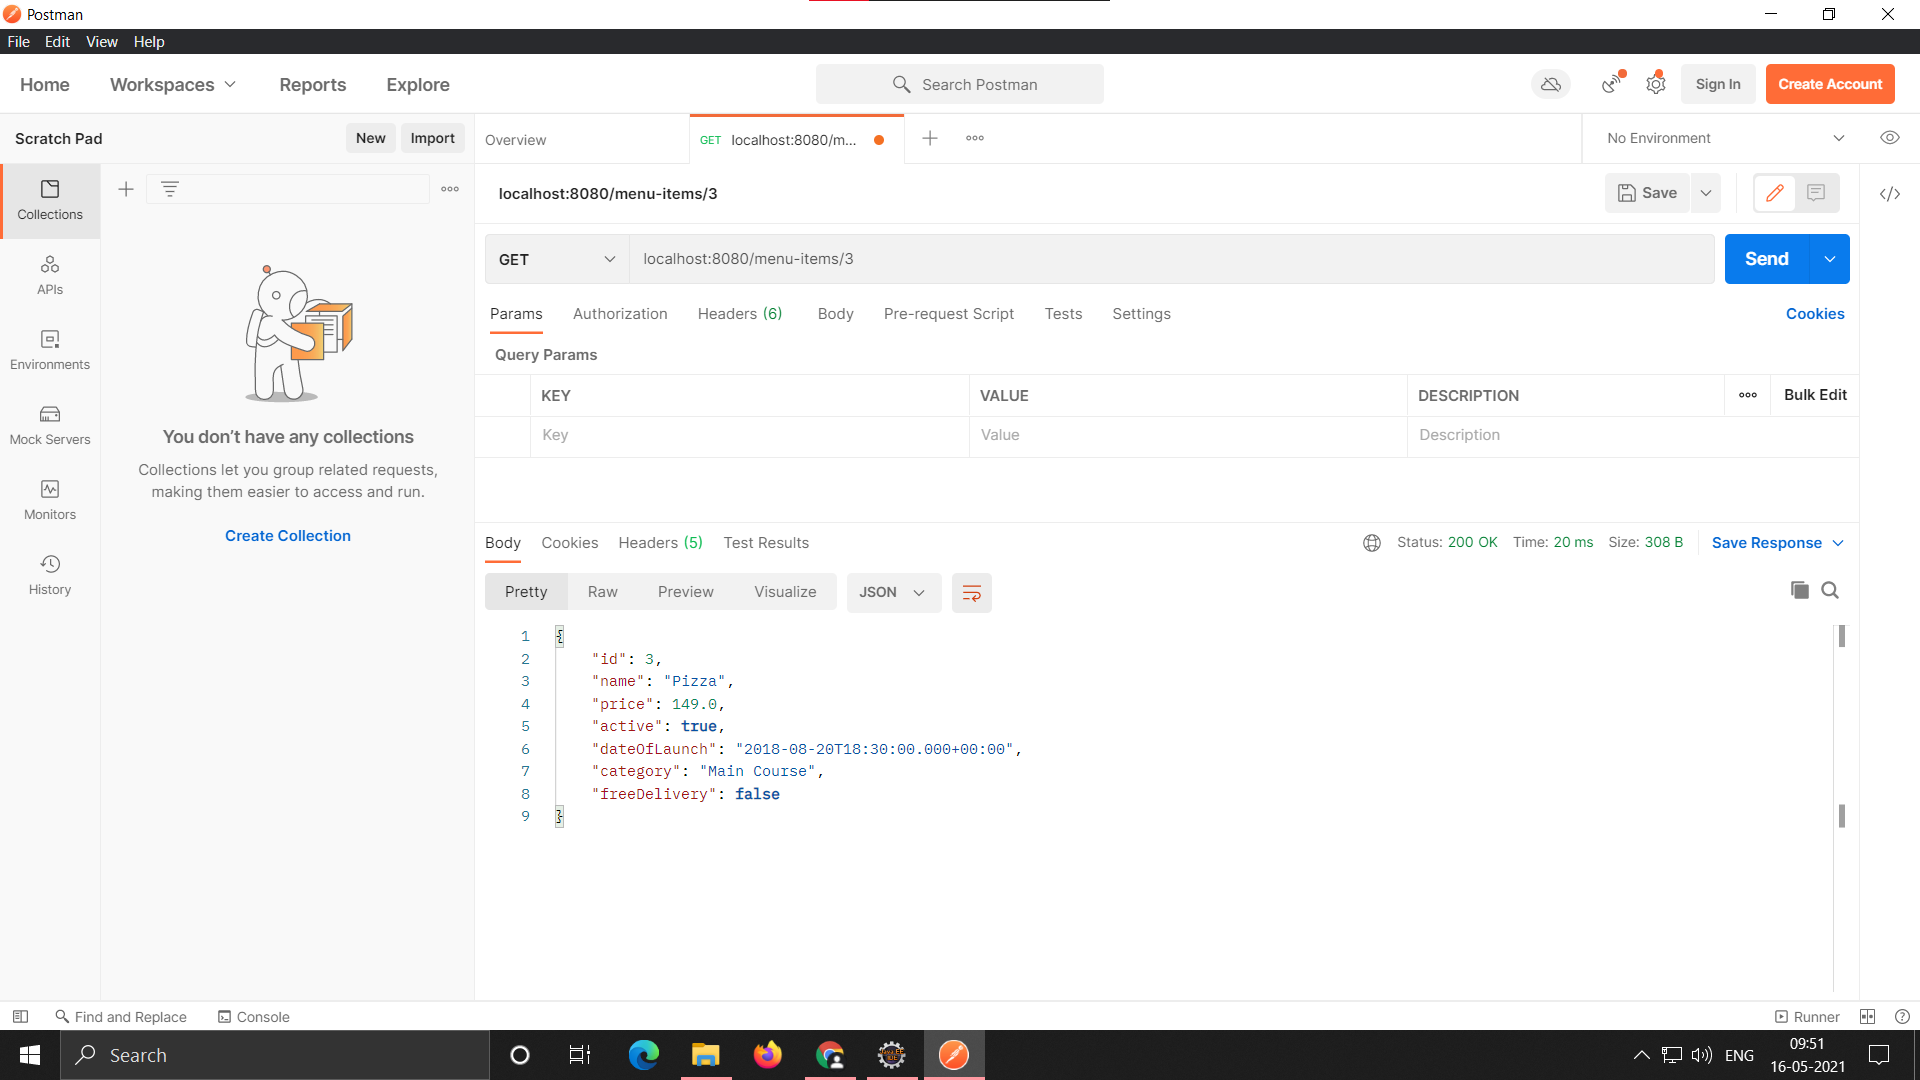 Postman
File Edit View Help
Home Workspaces Reports Explore Search Postman Sign In Create Account
Scratch Pad New Import Overview GET localhost:8080/m... No Environment
localhost:8080/menu-items/3 Save
Collections
APIs
Environments
Mock Servers
Monitors
History
You don’t have any collections
Collections let you group related requests,
making them easier to access and run.
Create Collection
GET localhost:8080/menu-items/3 Send
Params Authorization Headers (6) Body Pre-request Script Tests Settings Cookies
Query Params
KEY VALUE DESCRIPTION Bulk Edit
Key Value Description
Body Cookies Headers (5) Test Results Status: 200 OK Time: 20 ms Size: 308 B Save Response
Pretty Raw Preview Visualize JSON
1 {
2 "id": 3,
3 "name": "Pizza",
4 "price": 149.0,
5 "active": true,
6 "dateOfLaunch": "2018-08-20T18:30:00.000+00:00",
7 "category": "Main Course",
8 "freeDelivery": false
9 }
Find and Replace Console Runner
Search ENG 09:51
16-05-2021